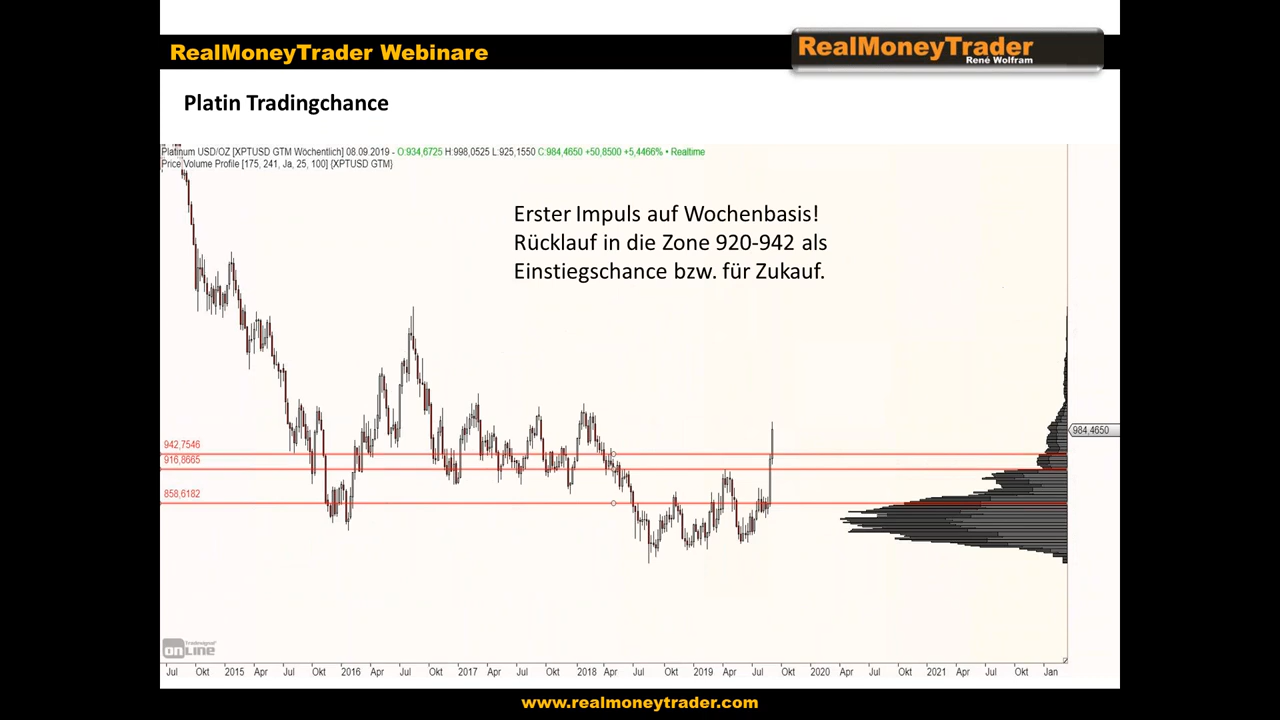 RealMoneyTrader Webinare
RealMoneyTrader
René Wolfram
Platin Tradingchance
Platinum USD/OZ [XPTUSD GTM Wöchentlich] 08.09.2019 - O:934,6725 H:998,0525 L:925,1550 C:984,4650 +50,8500 +5,4466% • Realtime
Price Volume Profile [175, 241, Ja, 25, 100] {XPTUSD GTM}
Erster Impuls auf Wochenbasis!
Rücklauf in die Zone 920-942 als
Einstiegschance bzw. für Zukauf.
984,4650
942,7546
916,8665
858,6182
Tradesignal
onLINE
Jul Okt 2015 Apr Jul Okt 2016 Apr Jul Okt 2017 Apr Jul Okt 2018 Apr Jul Okt 2019 Apr Jul Okt 2020 Apr Jul Okt 2021 Apr Jul Okt Jan
www.realmoneytrader.com